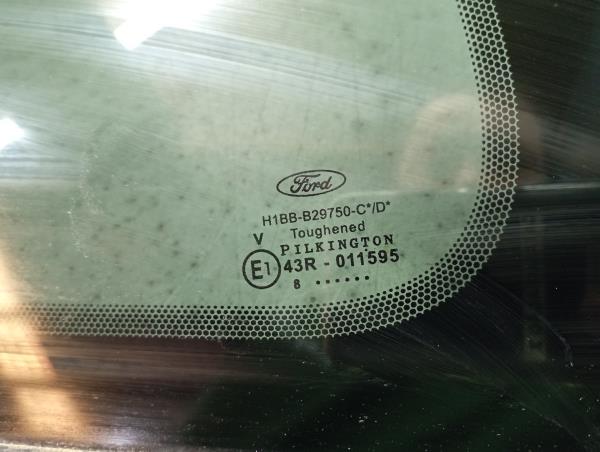 Ford
H1BB-B29750-C*/D*
Toughened
V
PILKINGTON
E1 43R - 011595
8 ......